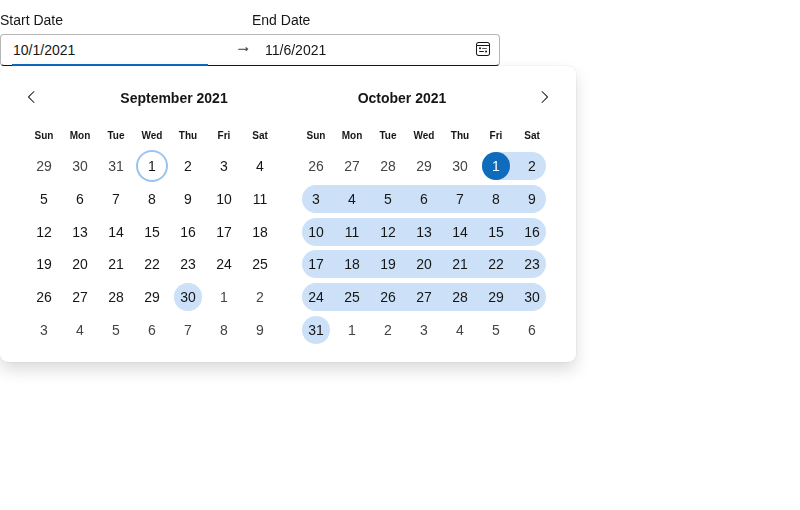 Start Date End Date
10/1/2021 → 11/6/2021
September 2021 October 2021
Sun Mon Tue Wed Thu Fri Sat Sun Mon Tue Wed Thu Fri Sat
29 30 31 1 2 3 4 26 27 28 29 30 1 2
5 6 7 8 9 10 11 3 4 5 6 7 8 9
12 13 14 15 16 17 18 10 11 12 13 14 15 16
19 20 21 22 23 24 25 17 18 19 20 21 22 23
26 27 28 29 30 1 2 24 25 26 27 28 29 30
3 4 5 6 7 8 9 31 1 2 3 4 5 6